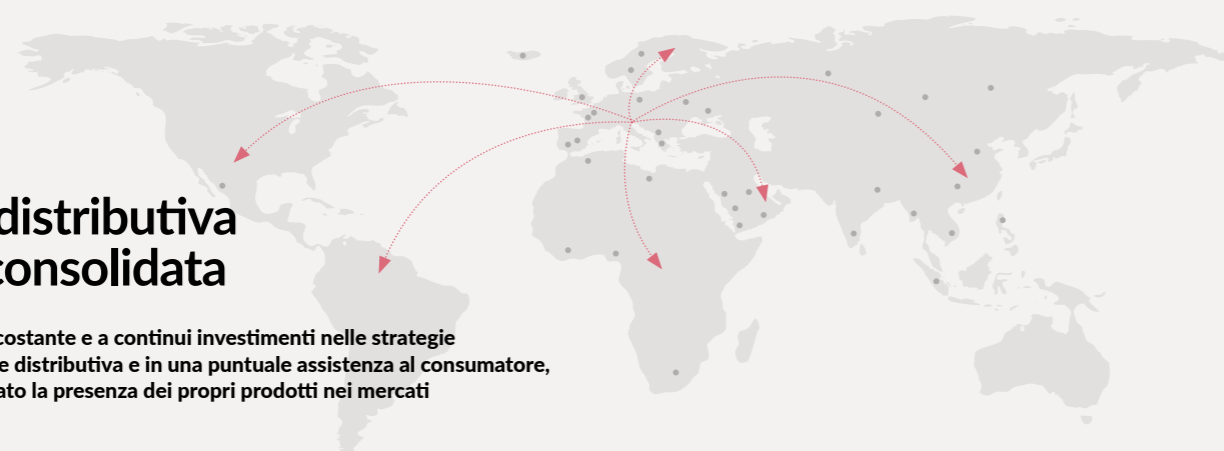 distributiva
consolidata
costante e a continui investimenti nelle strategie
e distributiva e in una puntuale assistenza al consumatore,
ato la presenza dei propri prodotti nei mercati